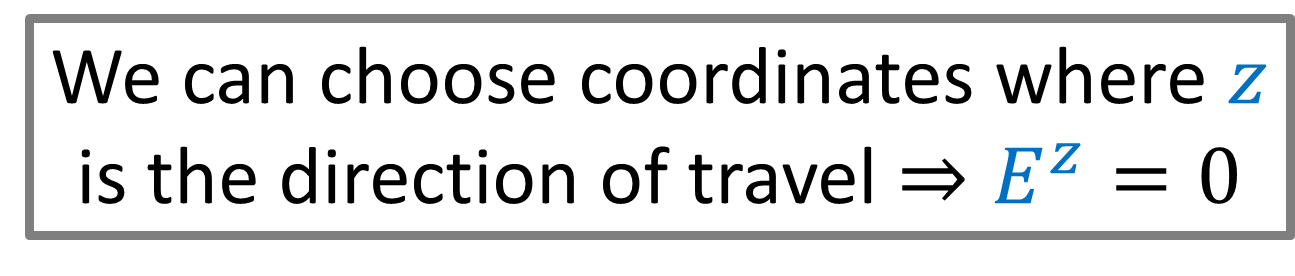 We can choose coordinates where z
is the direction of travel ⇒ E^z = 0